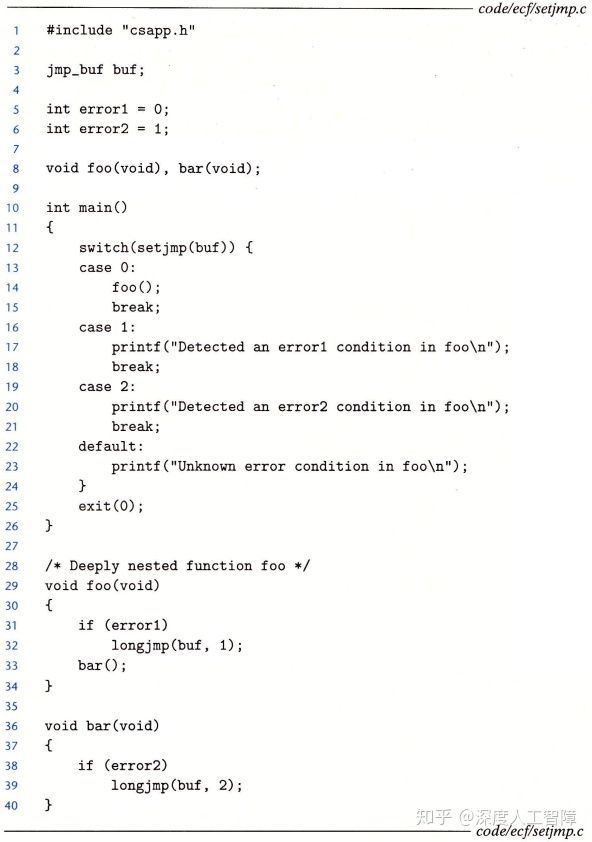 code/ecf/setjmp.c
1 #include "csapp.h"
2
3 jmp_buf buf;
4
5 int error1 = 0;
6 int error2 = 1;
7
8 void foo(void), bar(void);
9
10 int main()
11 {
12     switch(setjmp(buf)) {
13     case 0:
14         foo();
15         break;
16     case 1:
17         printf("Detected an error1 condition in foo\n");
18         break;
19     case 2:
20         printf("Detected an error2 condition in foo\n");
21         break;
22     default:
23         printf("Unknown error condition in foo\n");
24     }
25     exit(0);
26 }
27
28 /* Deeply nested function foo */
29 void foo(void)
30 {
31     if (error1)
32         longjmp(buf, 1);
33     bar();
34 }
35
36 void bar(void)
37 {
38     if (error2)
39         longjmp(buf, 2);
40 }
知乎 @深度人工智障
code/ecf/setjmp.c